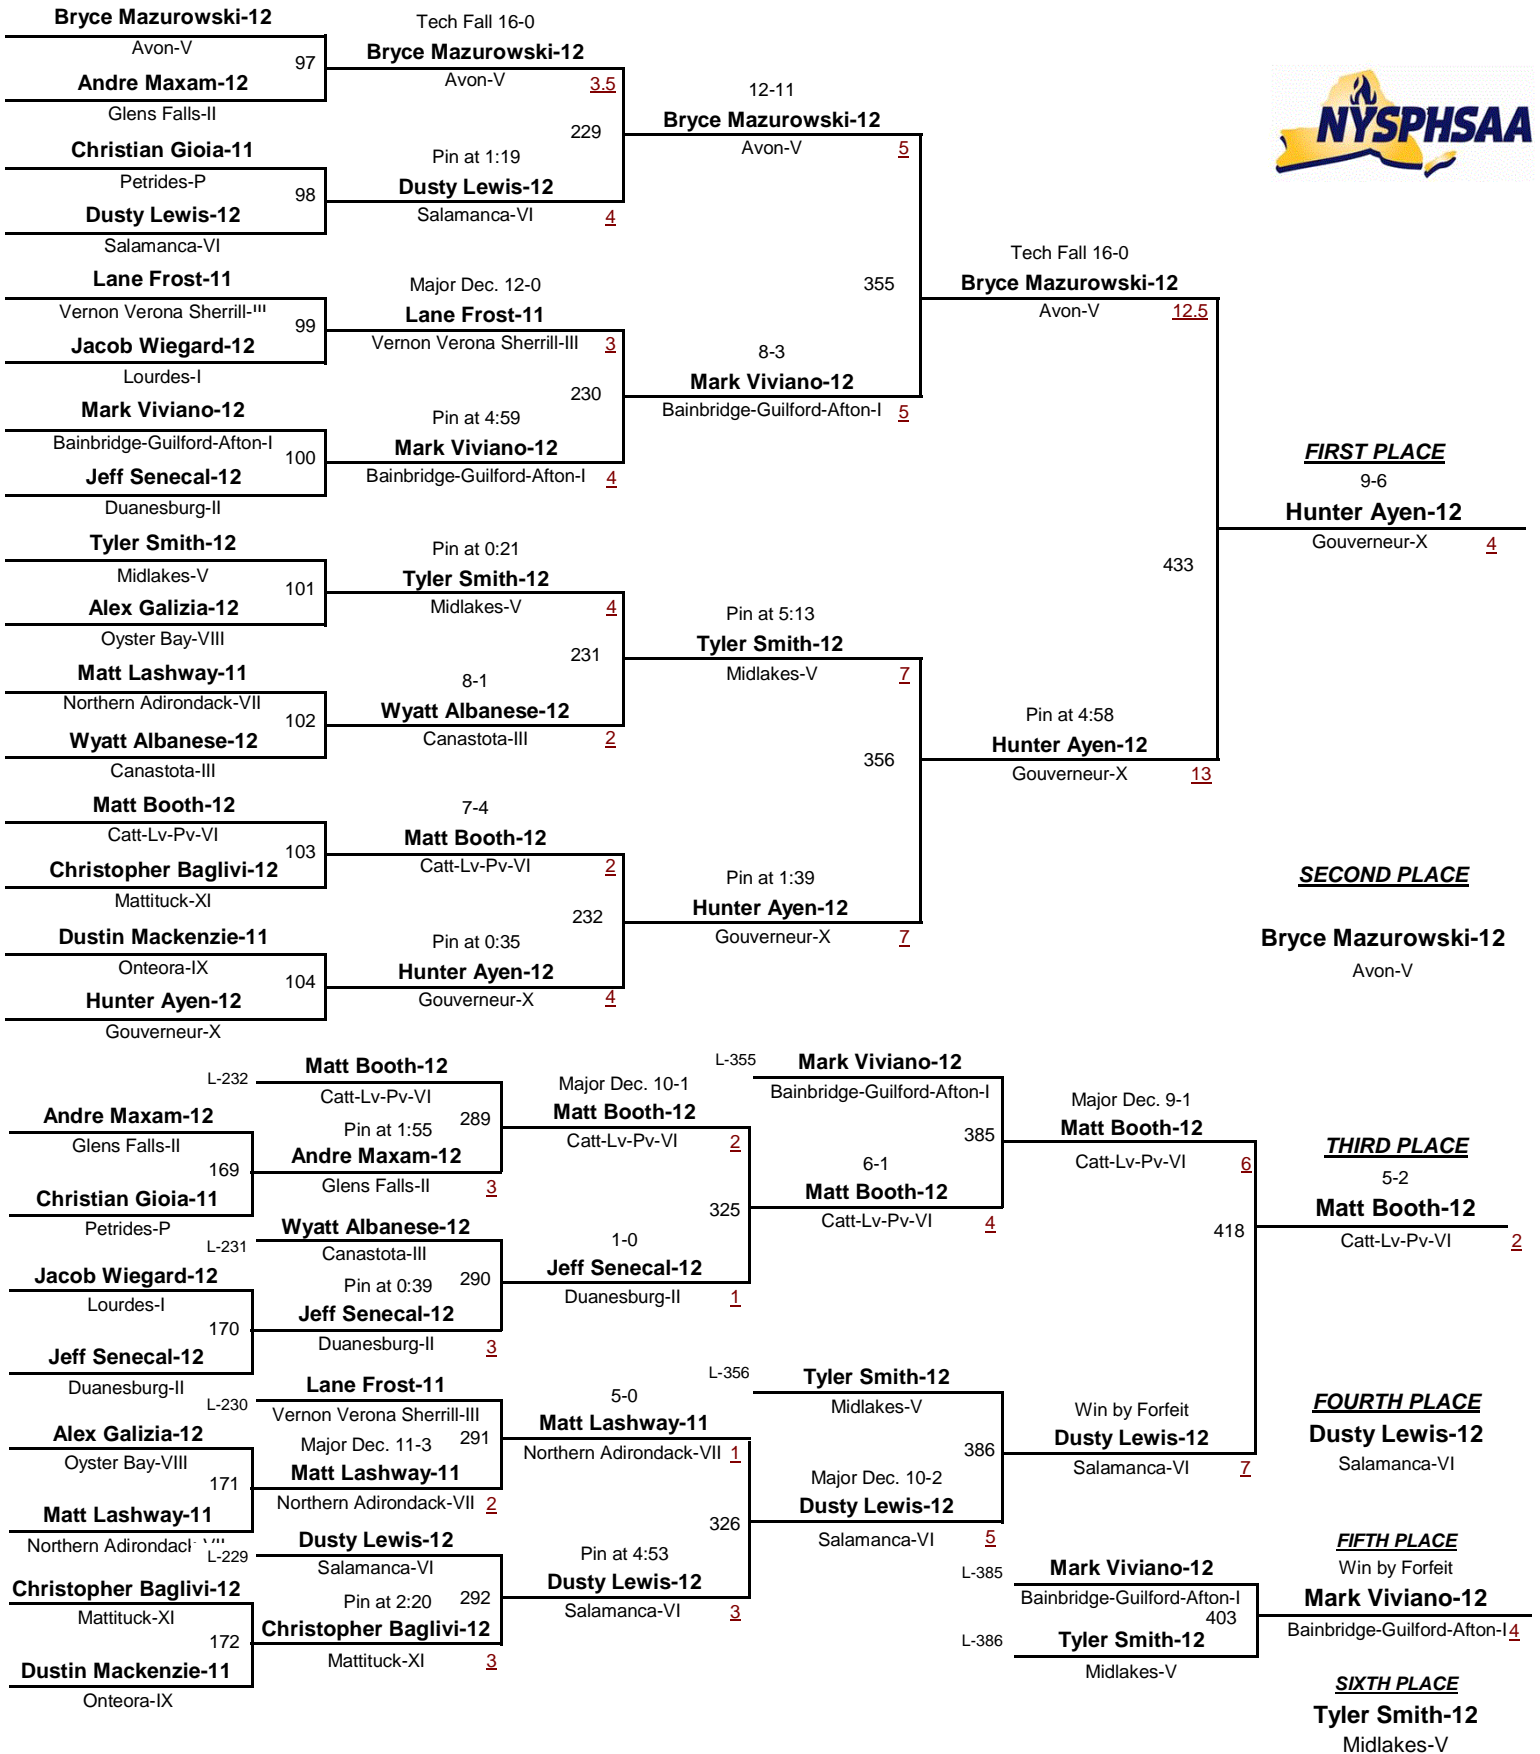 Bryce Mazurowski-12
Avon-V
97
Andre Maxam-12
Glens Falls-II
Christian Gioia-11
Petrides-P
98
Dusty Lewis-12
Salamanca-VI
Lane Frost-11
Vernon Verona Sherrill-III
99
Jacob Wiegard-12
Lourdes-I
Mark Viviano-12
Bainbridge-Guilford-Afton-I
100
Jeff Senecal-12
Duanesburg-II
Tyler Smith-12
Midlakes-V
101
Alex Galizia-12
Oyster Bay-VIII
Matt Lashway-11
Northern Adirondack-VII
102
Wyatt Albanese-12
Canastota-III
Matt Booth-12
Catt-Lv-Pv-VI
103
Christopher Baglivi-12
Mattituck-XI
Dustin Mackenzie-11
Onteora-IX
104
Hunter Ayen-12
Gouverneur-X
Tech Fall 16-0
Bryce Mazurowski-12
Avon-V 3.5
229
Pin at 1:19
Dusty Lewis-12
Salamanca-VI 4
Major Dec. 12-0
Lane Frost-11
Vernon Verona Sherrill-III 3
230
Pin at 4:59
Mark Viviano-12
Bainbridge-Guilford-Afton-I 4
Pin at 0:21
Tyler Smith-12
Midlakes-V 4
231
8-1
Wyatt Albanese-12
Canastota-III 2
7-4
Matt Booth-12
Catt-Lv-Pv-VI 2
232
Pin at 0:35
Hunter Ayen-12
Gouverneur-X 4
12-11
Bryce Mazurowski-12
Avon-V 5
355
8-3
Mark Viviano-12
Bainbridge-Guilford-Afton-I 5
Pin at 5:13
Tyler Smith-12
Midlakes-V 7
356
Pin at 1:39
Hunter Ayen-12
Gouverneur-X 7
Tech Fall 16-0
Bryce Mazurowski-12
Avon-V 12.5
433
Pin at 4:58
Hunter Ayen-12
Gouverneur-X 13
NYSPHSAA
FIRST PLACE
9-6
Hunter Ayen-12
Gouverneur-X 4
SECOND PLACE
Bryce Mazurowski-12
Avon-V
Andre Maxam-12
Glens Falls-II
169
Christian Gioia-11
Petrides-P
Jacob Wiegard-12
Lourdes-I
170
Jeff Senecal-12
Duanesburg-II
Alex Galizia-12
Oyster Bay-VIII
171
Matt Lashway-11
Northern Adirondack-VII
Christopher Baglivi-12
Mattituck-XI
172
Dustin Mackenzie-11
Onteora-IX
L-232
Matt Booth-12
Catt-Lv-Pv-VI
289
Pin at 1:55
Andre Maxam-12
Glens Falls-II 3
L-231
Wyatt Albanese-12
Canastota-III
290
Pin at 0:39
Jeff Senecal-12
Duanesburg-II 3
L-230
Lane Frost-11
Vernon Verona Sherrill-III
291
Major Dec. 11-3
Matt Lashway-11
Northern Adirondack-VII 2
L-229
Dusty Lewis-12
Salamanca-VI
292
Pin at 2:20
Christopher Baglivi-12
Mattituck-XI 3
Major Dec. 10-1
Matt Booth-12
Catt-Lv-Pv-VI 2
325
1-0
Jeff Senecal-12
Duanesburg-II 1
5-0
Matt Lashway-11
Northern Adirondack-VII 1
326
Pin at 4:53
Dusty Lewis-12
Salamanca-VI 3
L-355
Mark Viviano-12
Bainbridge-Guilford-Afton-I
385
6-1
Matt Booth-12
Catt-Lv-Pv-VI 4
L-356
Tyler Smith-12
Midlakes-V
386
Major Dec. 10-2
Dusty Lewis-12
Salamanca-VI 5
Major Dec. 9-1
Matt Booth-12
Catt-Lv-Pv-VI 6
418
Win by Forfeit
Dusty Lewis-12
Salamanca-VI 7
THIRD PLACE
5-2
Matt Booth-12
Catt-Lv-Pv-VI 2
FOURTH PLACE
Dusty Lewis-12
Salamanca-VI
L-385
Mark Viviano-12
Bainbridge-Guilford-Afton-I
403
L-386
Tyler Smith-12
Midlakes-V
FIFTH PLACE
Win by Forfeit
Mark Viviano-12
Bainbridge-Guilford-Afton-I 4
SIXTH PLACE
Tyler Smith-12
Midlakes-V